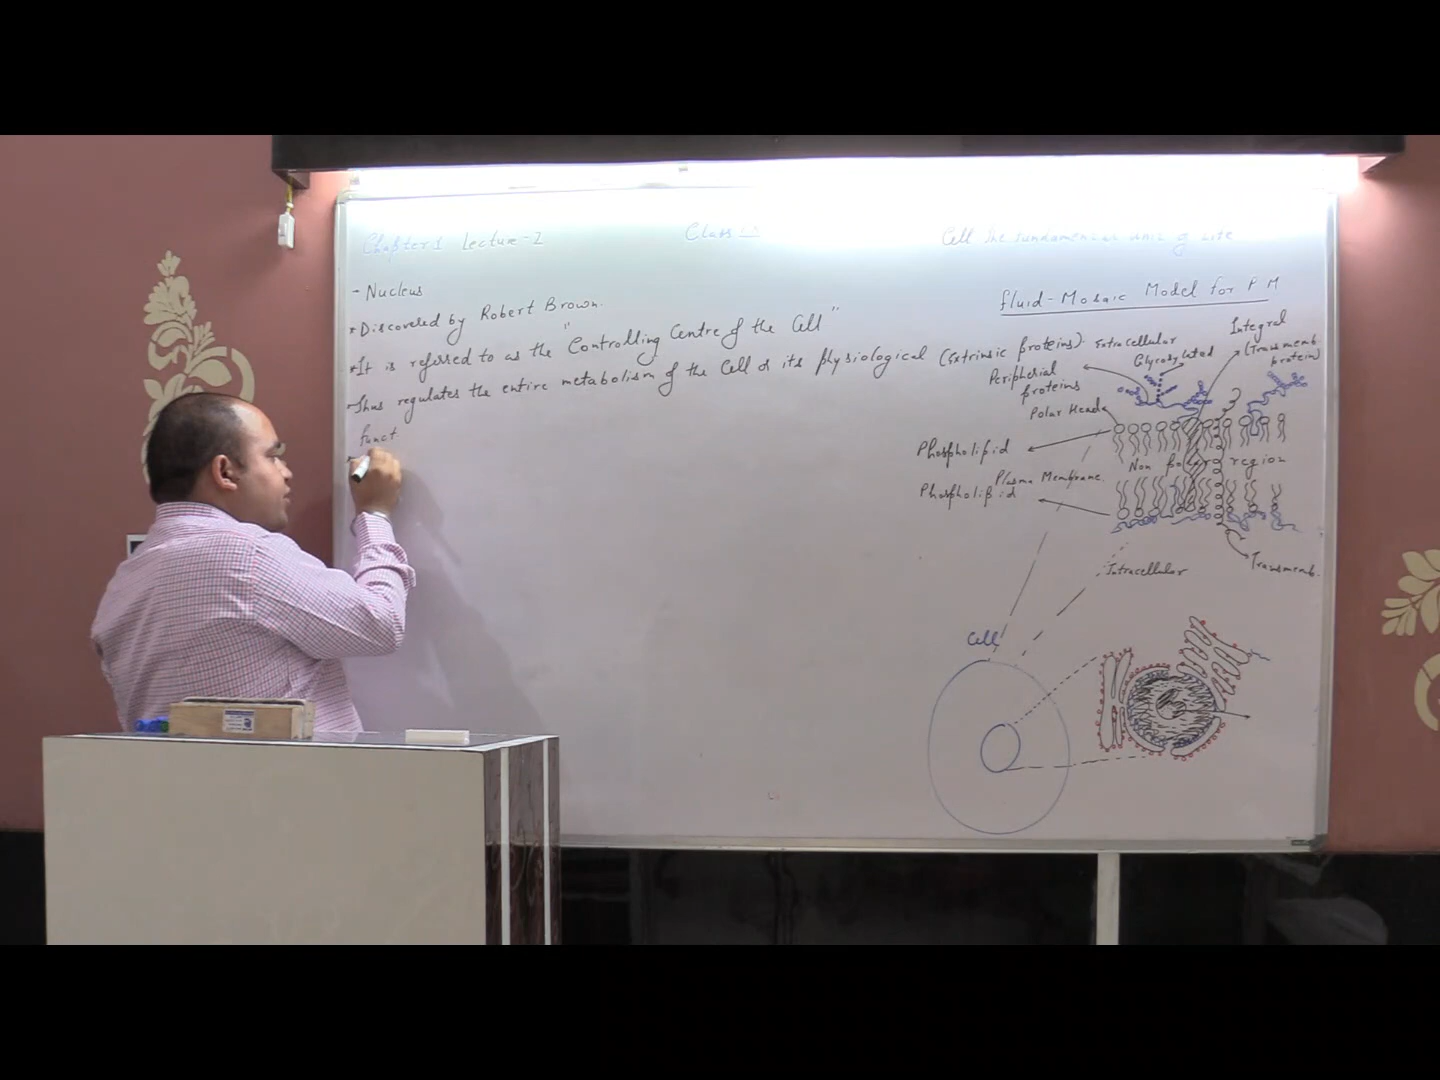 Chapter 1 Lecture-2
Class
Cell The fundamental unit of Life
- Nucleus
* Discovered by Robert Brown.
* It is referred to as the "Controlling Centre of the Cell"
* Thus regulates the entire metabolism of the Cell & its physiological
funct
fluid-Mosaic Model for P M
(Extrinsic proteins). Extracellular
Peripherial
proteins
Glycosylated
Integral
(Transmemb.
protein)
Polar Head
Phospholipid
Non Polar region
Plasma Membrane.
Phospholipid
Intracellular
Transmemb.
Cell